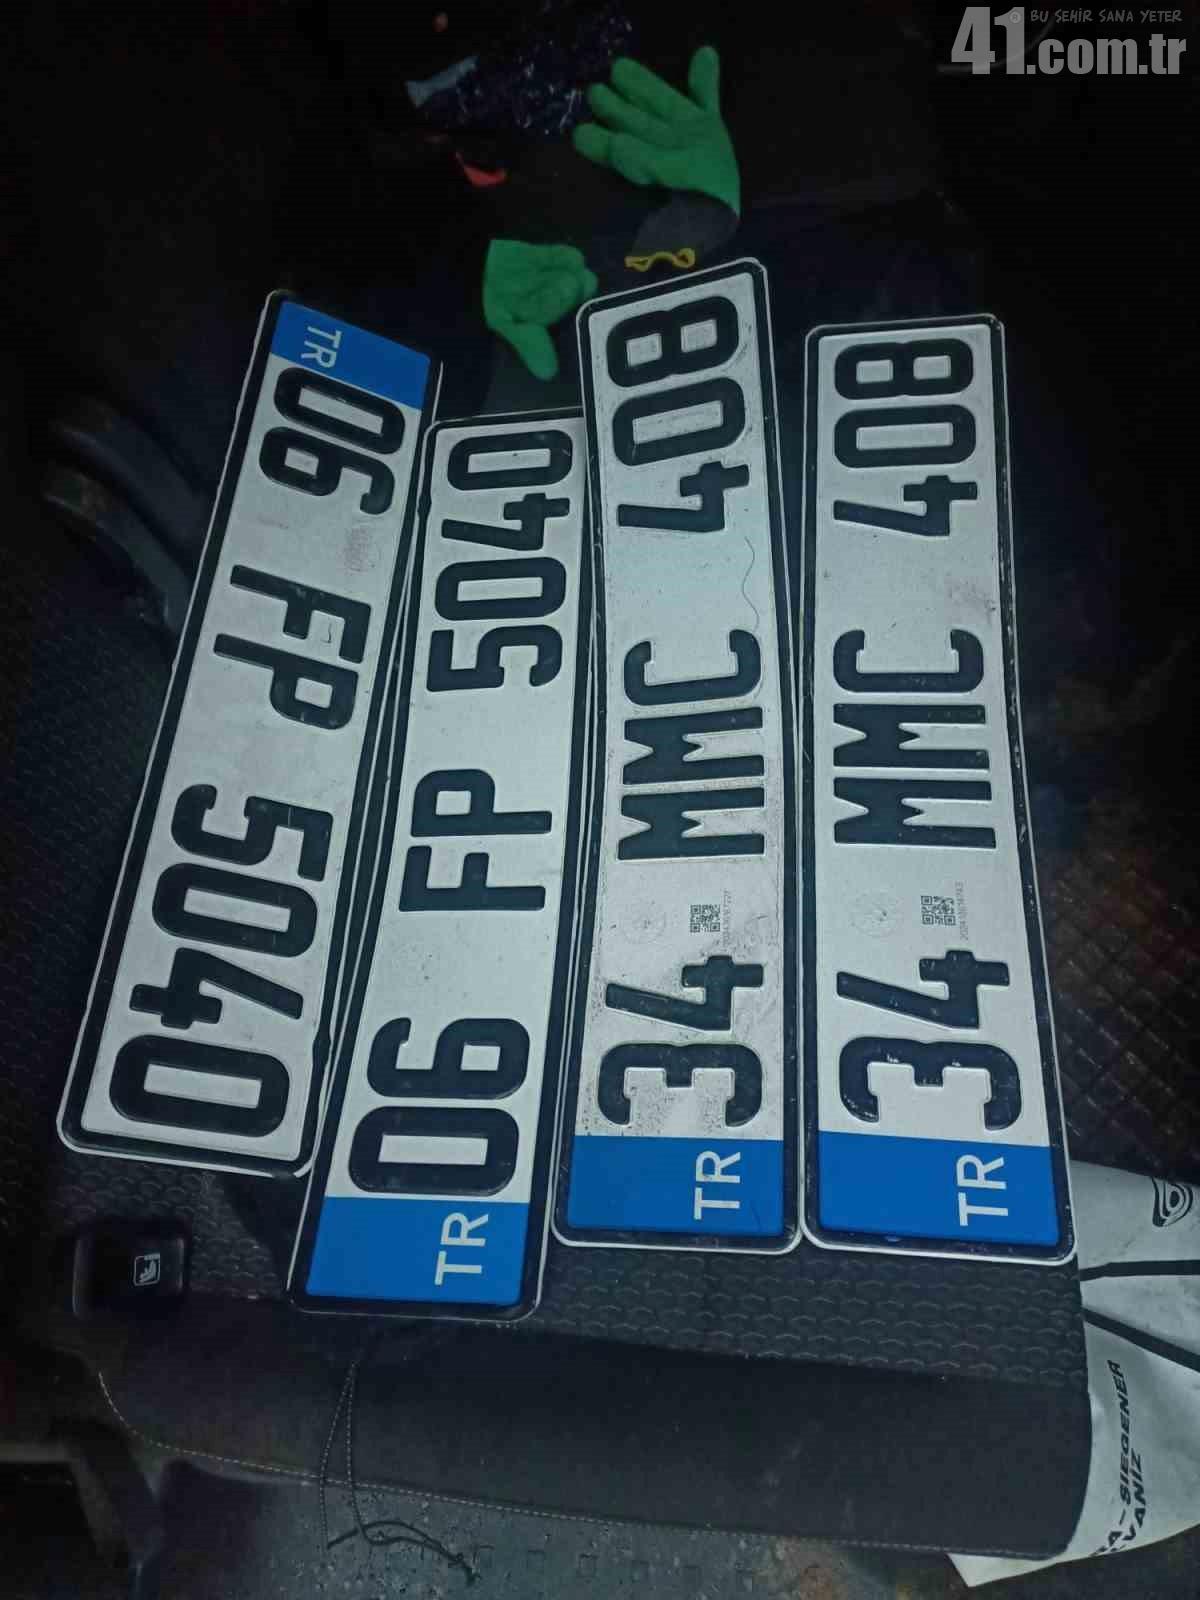 BU ŞEHİR SANA YETER
41.com.tr
TR 06 FP 5040
TR 06 FP 5040
TR 34 MMC 408
TR 34 MMC 408
SIEGENER